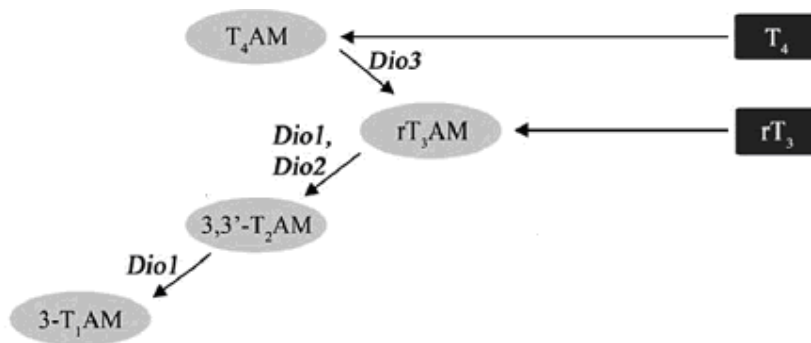 T₄AM
T₄
Dio3
rT₃AM
rT₃
Dio1,
Dio2
3,3’-T₂AM
Dio1
3-T₁AM